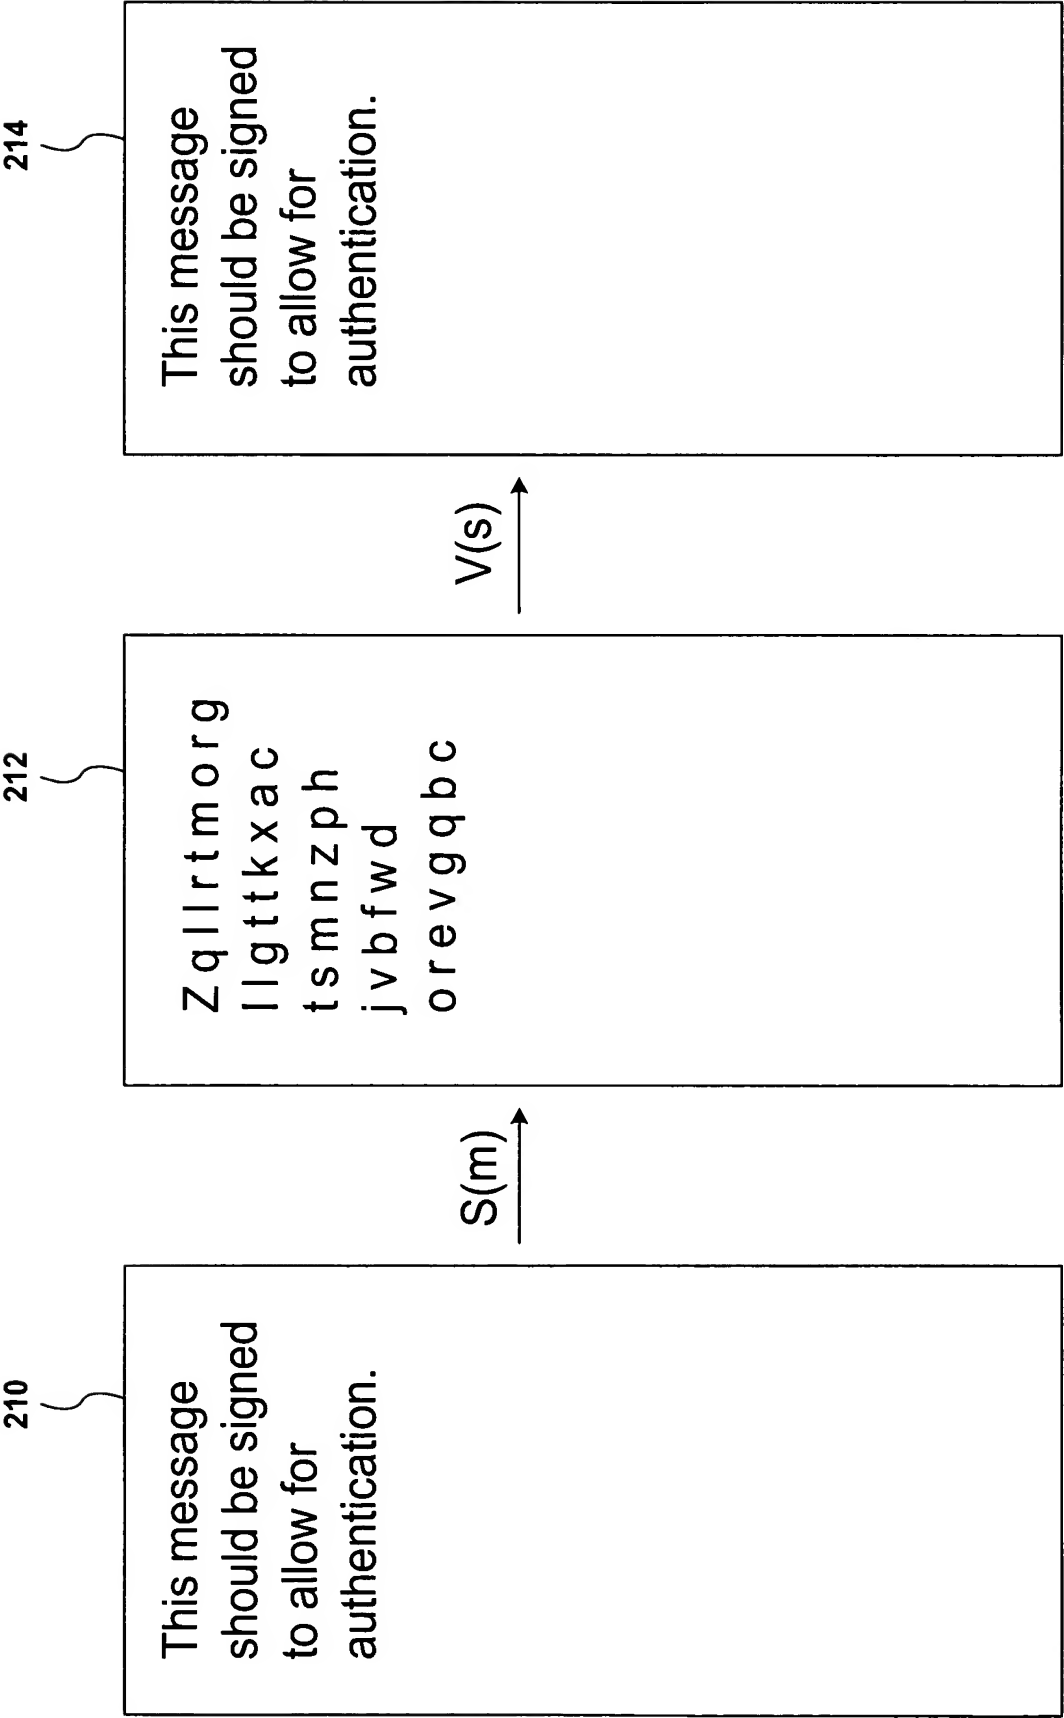 210
This message
should be signed
to allow for
authentication.
S(m)
212
Z q l l r t m o r g
l l g t t k x a c
t s m n z p h
j v b f w d
o r e v g q b c
V(s)
214
This message
should be signed
to allow for
authentication.